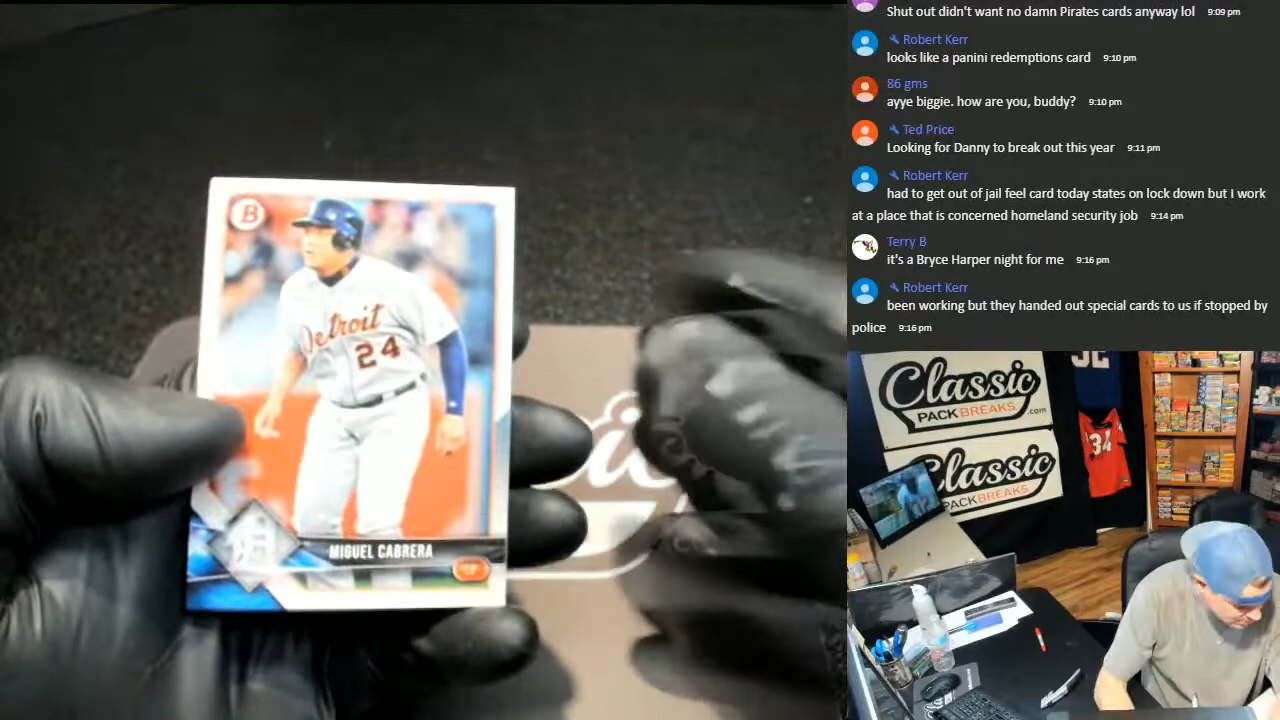 Shut out didn't want no damn Pirates cards anyway lol 9:09 pm
Robert Kerr
looks like a panini redemptions card 9:10 pm
86 gms
ayye biggie. how are you, buddy? 9:10 pm
Ted Price
Looking for Danny to break out this year 9:11 pm
Robert Kerr
had to get out of jail feel card today states on lock down but I work
at a place that is concerned homeland security job 9:14 pm
Terry B
it's a Bryce Harper night for me 9:16 pm
Robert Kerr
been working but they handed out special cards to us if stopped by
police 9:16 pm
B
Detroit
24
MIGUEL CABRERA
Classic
PACKBREAKS.com
Classic
PACKBREAKS
34